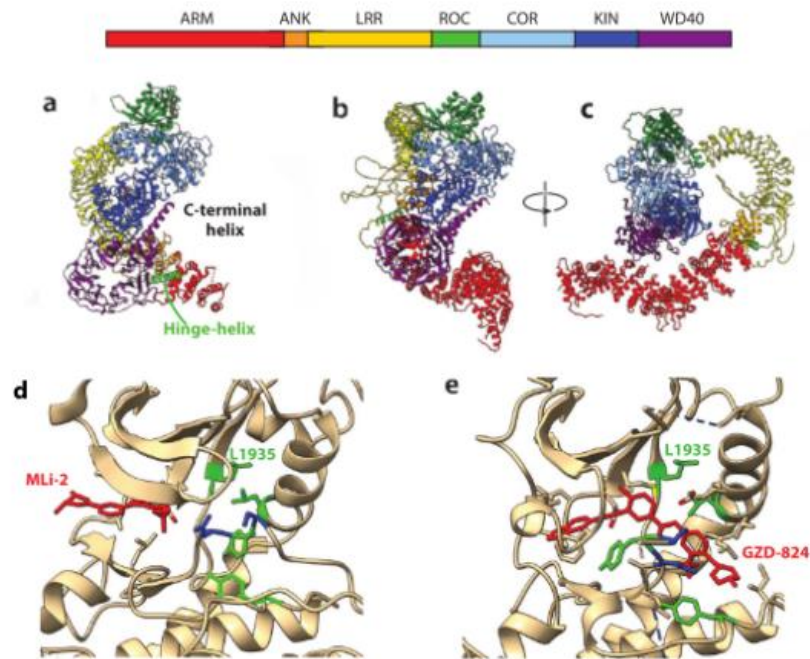 ARM ANK LRR ROC COR KIN WD40
a b c
C-terminal
helix
Hinge-helix
d e
L1935 L1935
MLi-2
GZD-824